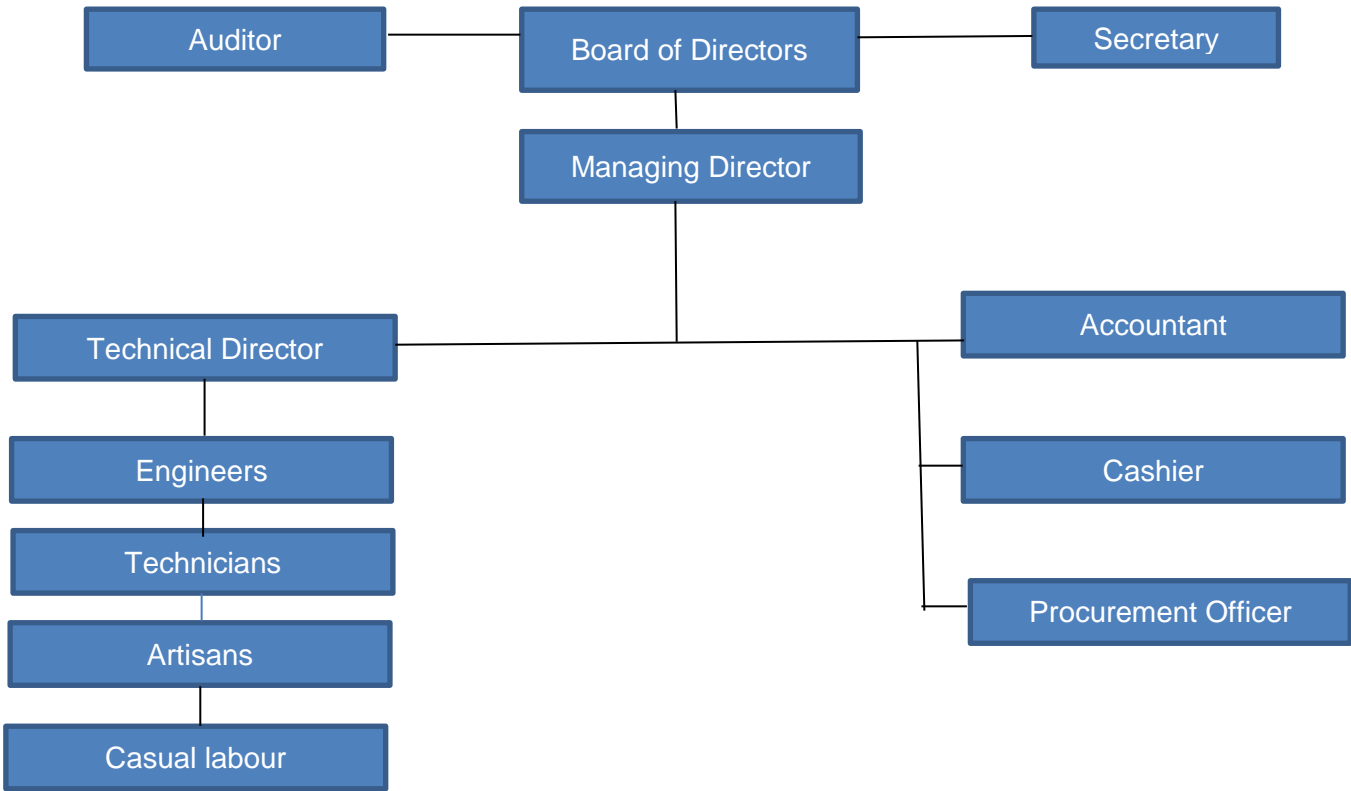 Auditor
Board of Directors
Secretary
Managing Director
Technical Director
Accountant
Engineers
Cashier
Technicians
Procurement Officer
Artisans
Casual labour